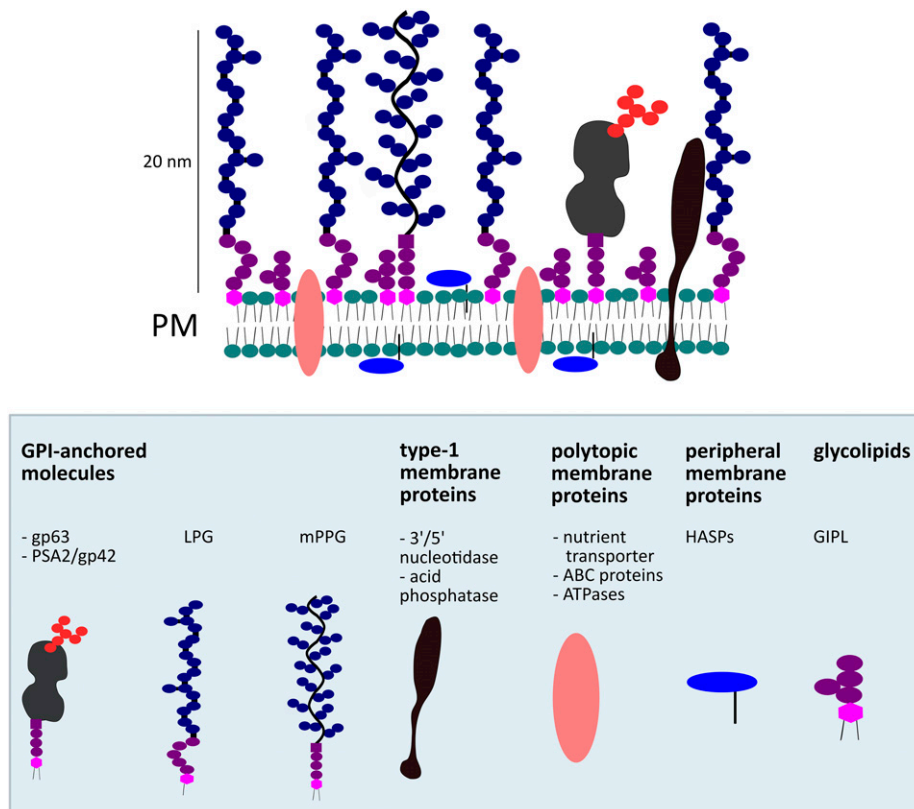 20 nm
PM
GPI-anchored
molecules
- gp63
- PSA2/gp42
LPG
mPPG
type-1
membrane
proteins
- 3'/5'
nucleotidase
- acid
phosphatase
polytopic
membrane
proteins
- nutrient
transporter
- ABC proteins
- ATPases
peripheral
membrane
proteins
HASPs
glycolipids
GIPL